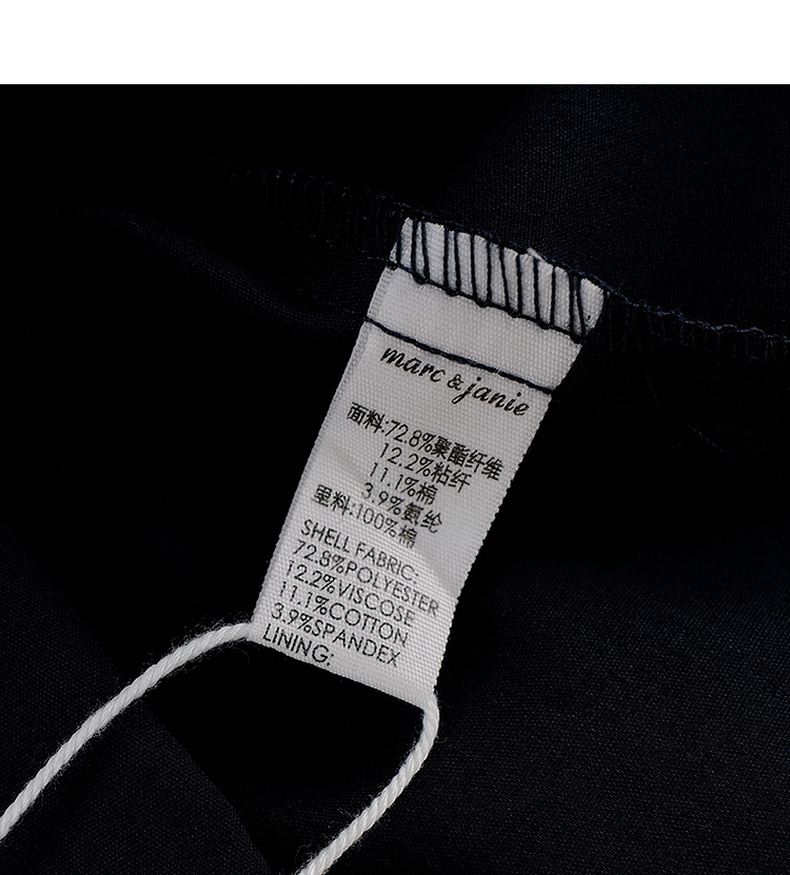 marc & janie
面料:72.8%聚酯纤维
12.2%粘纤
11.1%棉
3.9%氨纶
里料:100%棉
SHELL FABRIC:
72.8%POLYESTER
12.2%VISCOSE
11.1%COTTON
3.9%SPANDEX
LINING: